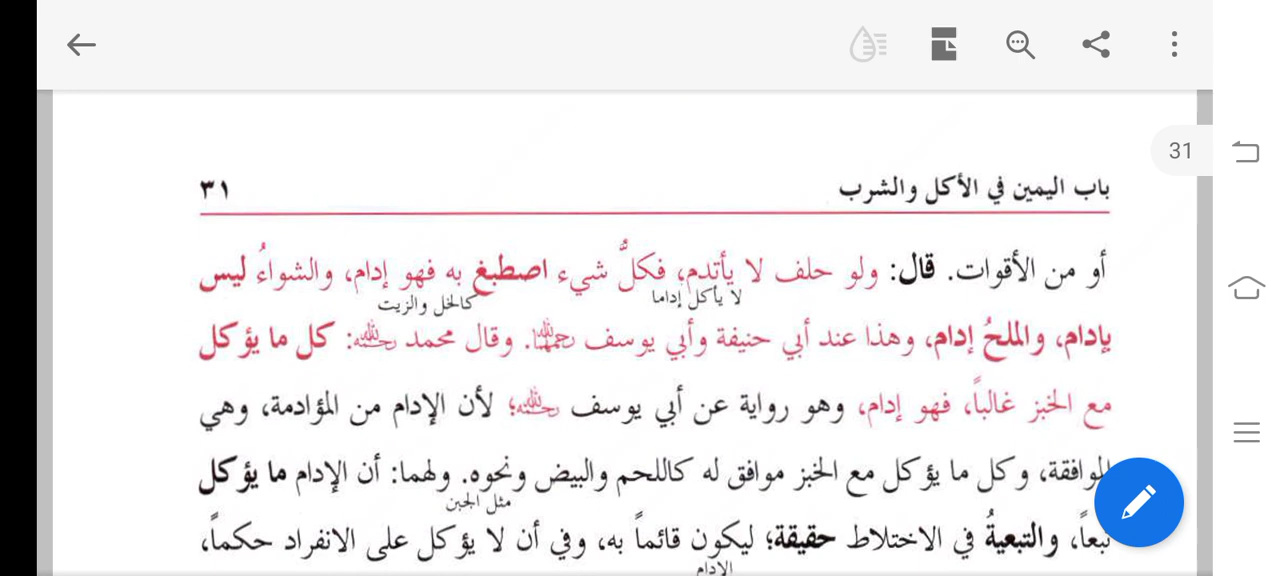 31
باب اليمين في الأكل والشرب
٣١
أو من الأقوات. قال: ولو حلف لا يأتدم، فكلُّ شيء اصطبغ به فهو إدام، والشواءُ ليس
لا يأكل إداما
كالخل والزيت
بإدام، والملحُ إدام، وهذا عند أبي حنيفة وأبي يوسف رحمهما الله. وقال محمد رحمه الله: كل ما يؤكل
مع الخبز غالباً، فهو إدام، وهو رواية عن أبي يوسف رحمه الله؛ لأن الإدام من المؤادمة، وهي
الموافقة، وكل ما يؤكل مع الخبز موافق له كاللحم والبيض ونحوه. ولهما: أن الإدام ما يؤكل
مثل الجبن
تبعاً، والتبعيةُ في الاختلاط حقيقة؛ ليكون قائماً به، وفي أن لا يؤكل على الانفراد حكماً،
الإدام